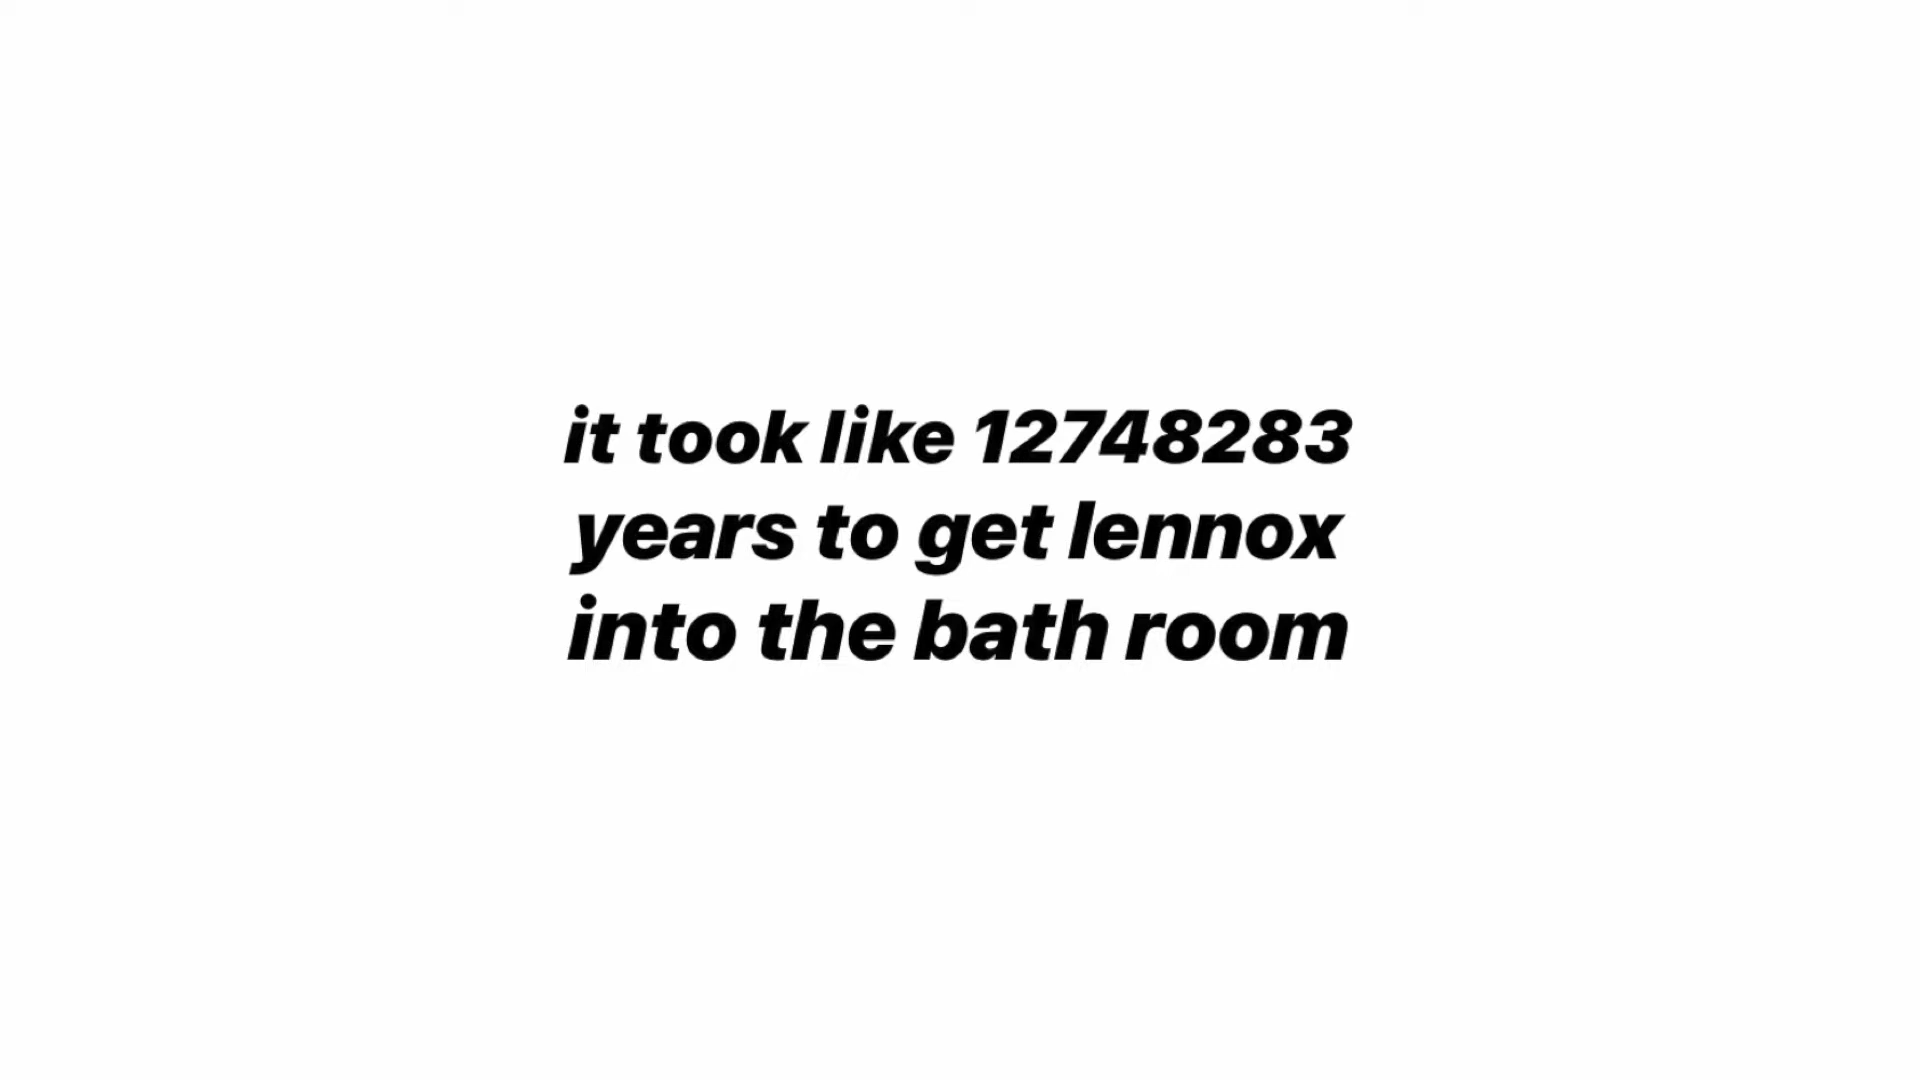 it took like 12748283
years to get lennox
into the bath room